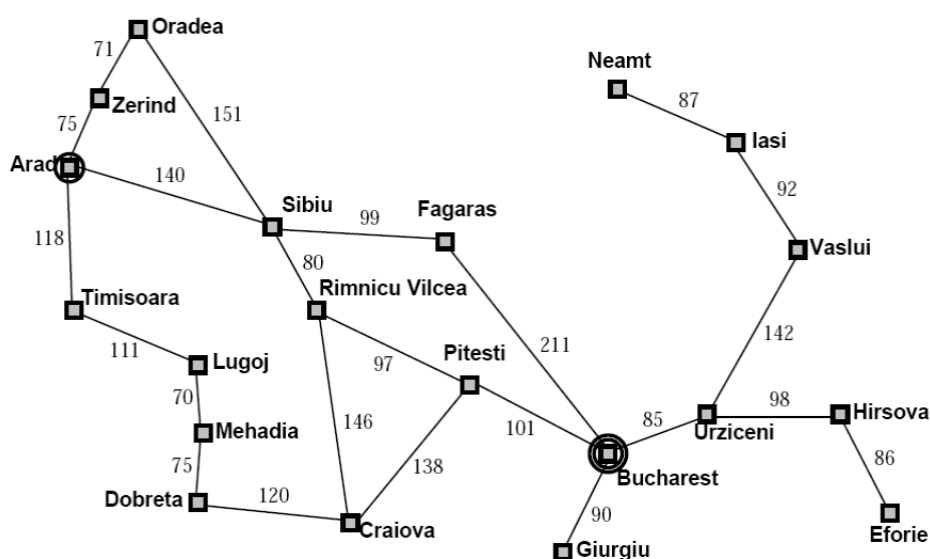 Oradea
71
Neamt
Zerind
87
151
75
Iasi
Arad
140
92
Sibiu
99
Fagaras
118
80
Vaslui
Timisoara
Rimnicu Vilcea
142
111
211
Lugoj
97
Pitesti
70
98
Hirsova
146
101
85
Urziceni
Mehadia
138
86
75
Bucharest
Dobreta
120
90
Craiova
Eforie
Giurgiu